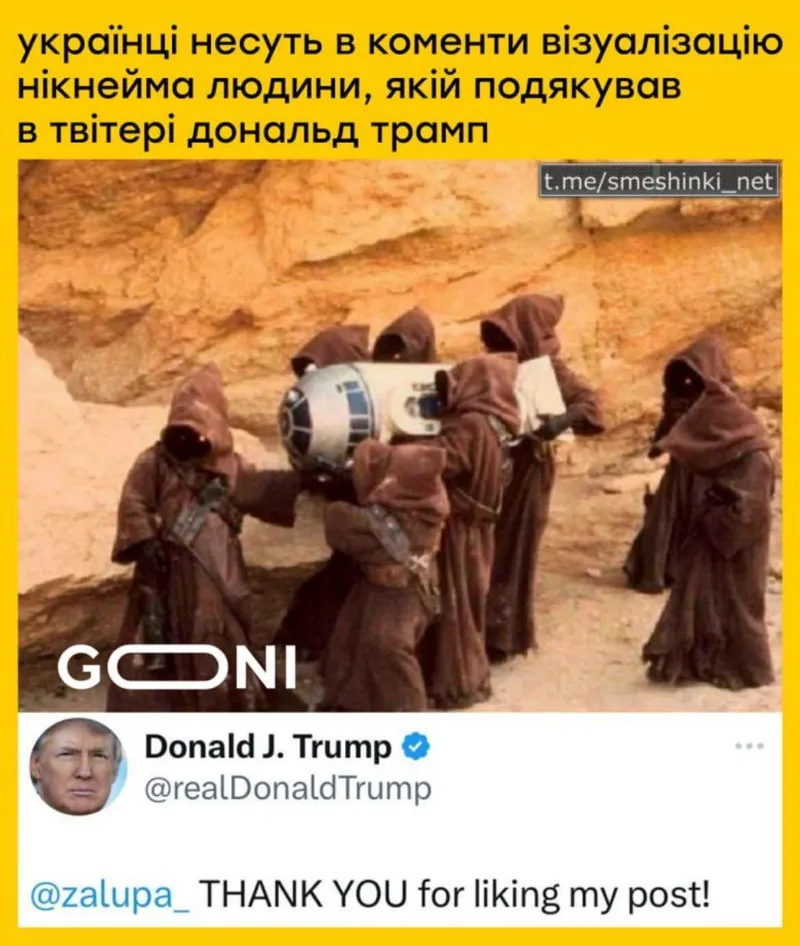 українці несуть в коменти візуалізацію
нікнейма людини, якій подякував
в твітері дональд трамп
t.me/smeshinki_net
GOONI
Donald J. Trump
@realDonaldTrump
@zalupa_ THANK YOU for liking my post!